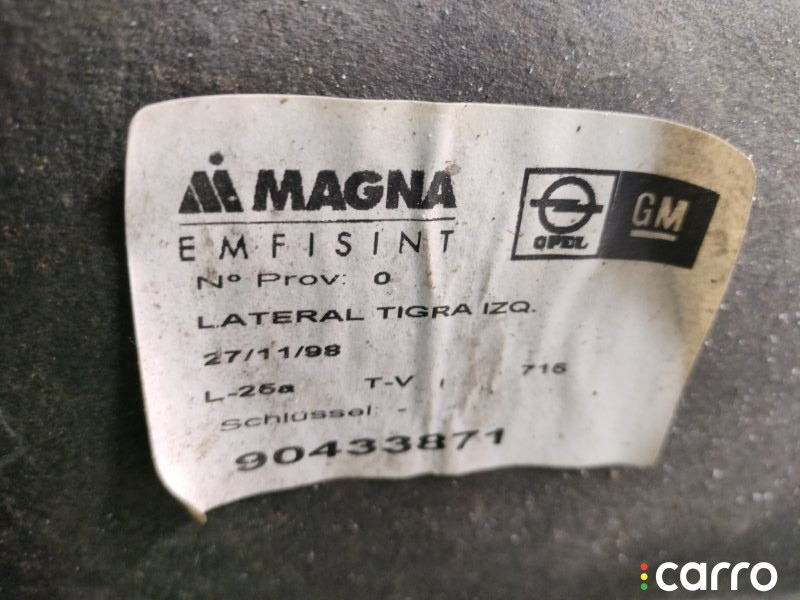 MAGNA
EMFISINT
OPEL
GM
Nº Prov: 0
LATERAL TIGRA IZQ.
27/11/98
L-25a T-V 715
Schlüssel: -
90433871
carro